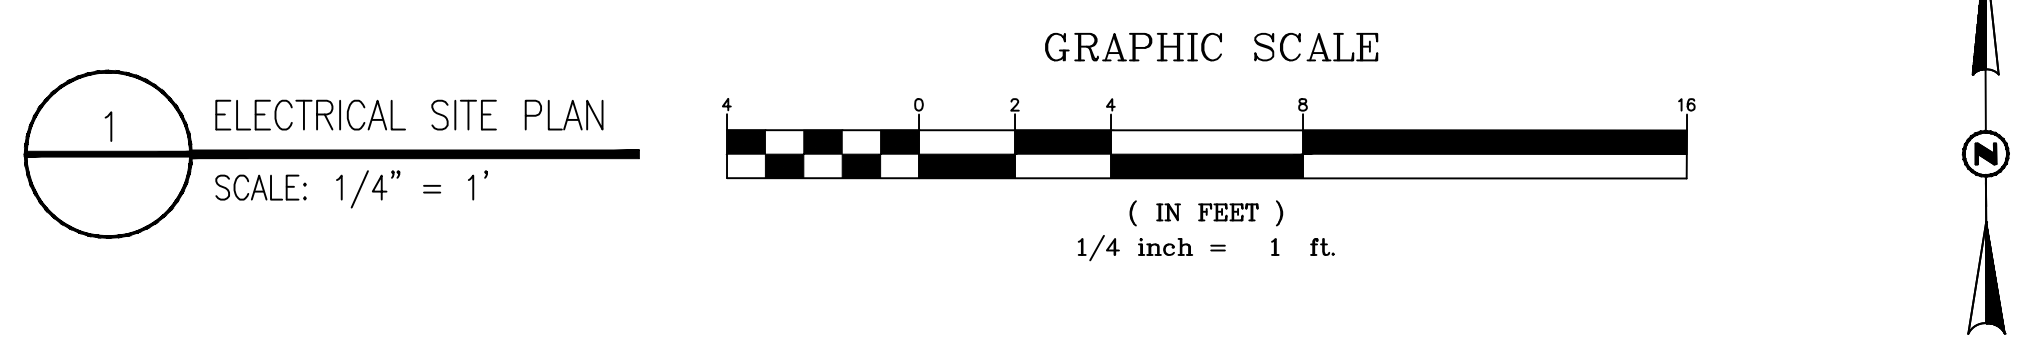 1
ELECTRICAL SITE PLAN
SCALE: 1/4" = 1'
GRAPHIC SCALE
4 0 2 4 8 16
( IN FEET )
1/4 inch = 1 ft.
N